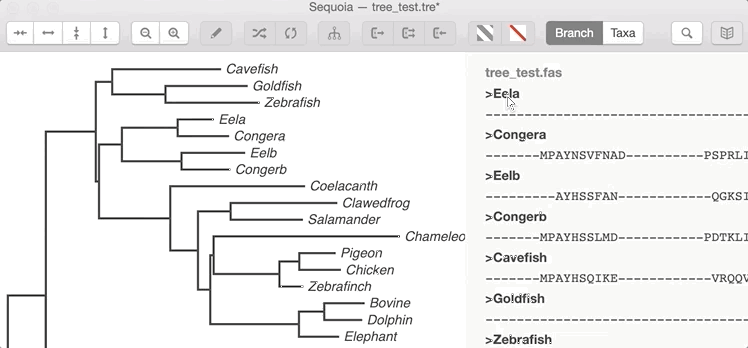 Sequoia — tree_test.tre*
Branch Taxa
Cavefish
Goldfish
Zebrafish
Eela
Congera
Eelb
Congerb
Coelacanth
Clawedfrog
Salamander
Chameleo
Pigeon
Chicken
Zebrafinch
Bovine
Dolphin
Elephant
tree_test.fas
>Eela
------------------------------------
>Congera
-------MPAYNSVFNAD------------PSPRLI
>Eelb
---------AYHSSFAN--------------QGKSI
>Congerb
-------MPAYHSSLMD-------------PDTKLI
>Cavefish
-------MPAYHSQIKE--------------VRQQV
>Goldfish
------------------------------------
>Zebrafish